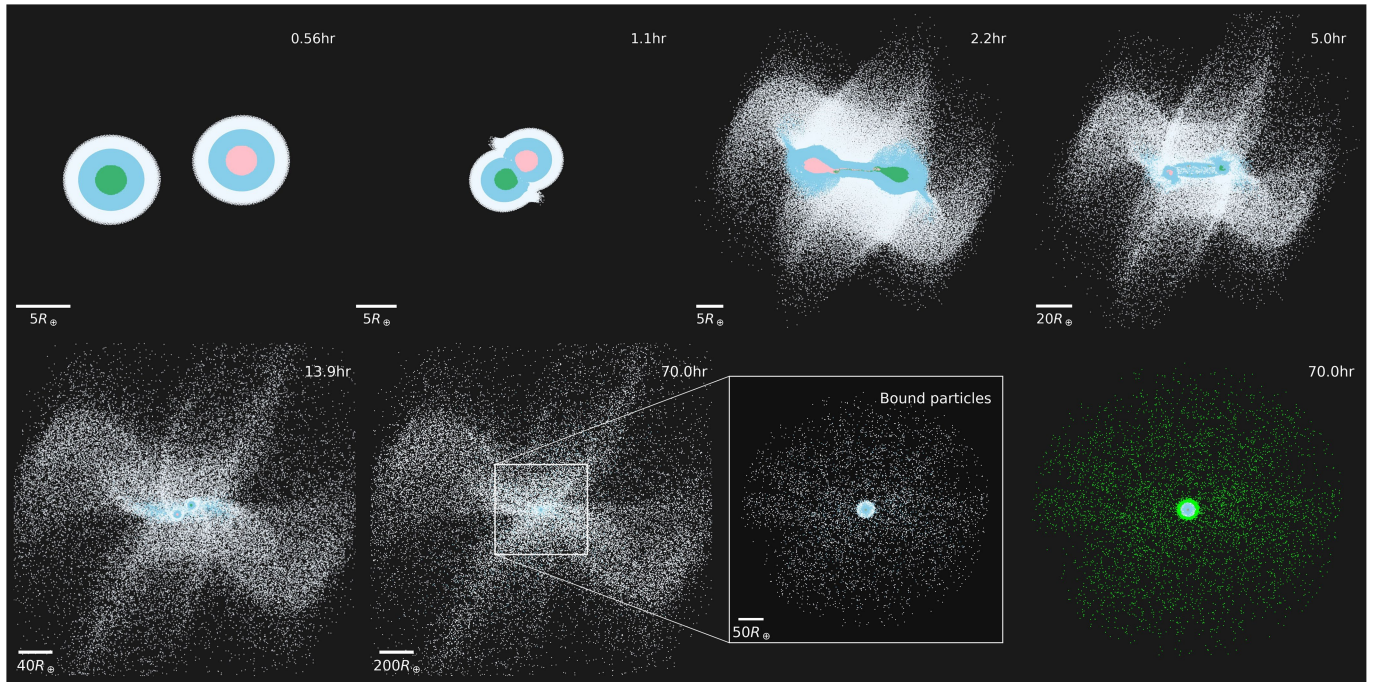 0.56hr
1.1hr
2.2hr
5.0hr
5R⊕
5R⊕
5R⊕
20R⊕
13.9hr
70.0hr
Bound particles
70.0hr
40R⊕
200R⊕
50R⊕